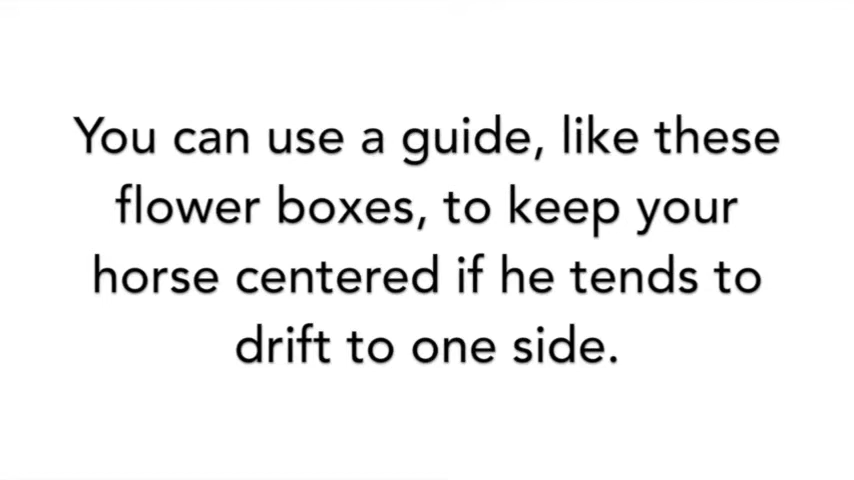 You can use a guide, like these
flower boxes, to keep your
horse centered if he tends to
drift to one side.